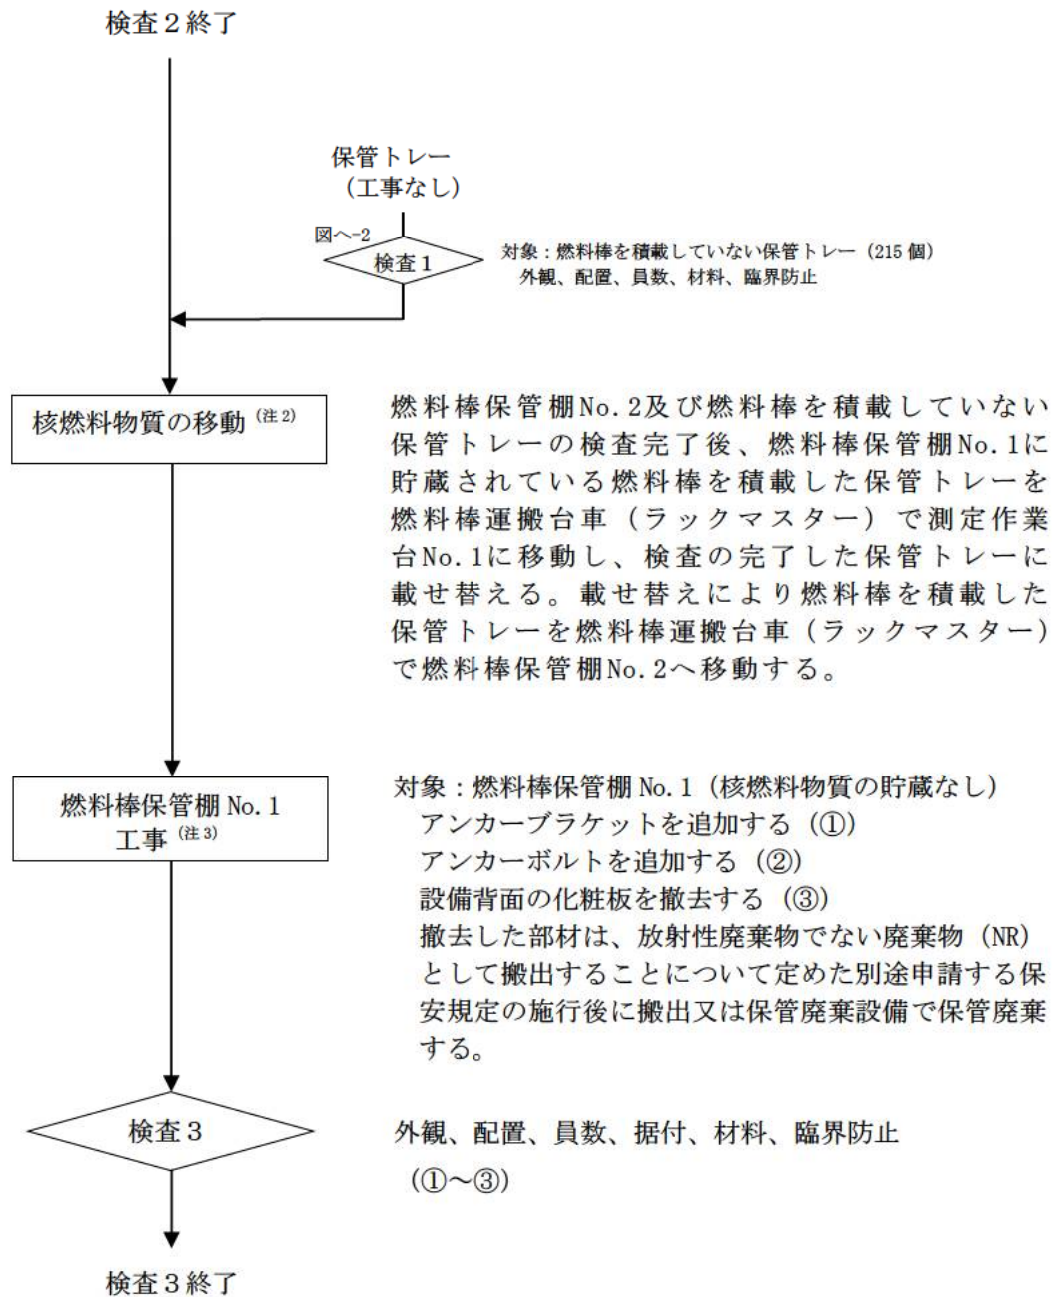 検査２終了
保管トレー
（工事なし）
図へ-2
検査１
対象：燃料棒を積載していない保管トレー（215 個）
外観、配置、員数、材料、臨界防止
核燃料物質の移動（注2）
燃料棒保管棚No.2及び燃料棒を積載していない
保管トレーの検査完了後、燃料棒保管棚No.1に
貯蔵されている燃料棒を積載した保管トレーを
燃料棒運搬台車（ラックマスター）で測定作業
台No.1に移動し、検査の完了した保管トレーに
載せ替える。載せ替えにより燃料棒を積載した
保管トレーを燃料棒運搬台車（ラックマスター）
で燃料棒保管棚No.2へ移動する。
燃料棒保管棚 No.1
工事（注3）
対象：燃料棒保管棚 No.1（核燃料物質の貯蔵なし）
アンカーブラケットを追加する（①）
アンカーボルトを追加する（②）
設備背面の化粧板を撤去する（③）
撤去した部材は、放射性廃棄物でない廃棄物（NR）
として搬出することについて定めた別途申請する保
安規定の施行後に搬出又は保管廃棄設備で保管廃棄
する。
検査３
外観、配置、員数、据付、材料、臨界防止
（①～③）
検査３終了